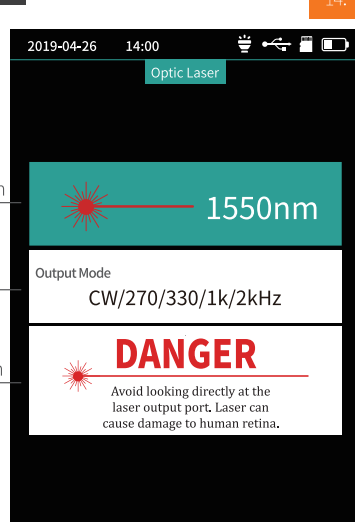 14.
2019-04-26 14:00
Optic Laser
1550nm
Output Mode
CW/270/330/1k/2kHz
DANGER
Avoid looking directly at the
laser output port. Laser can
cause damage to human retina.